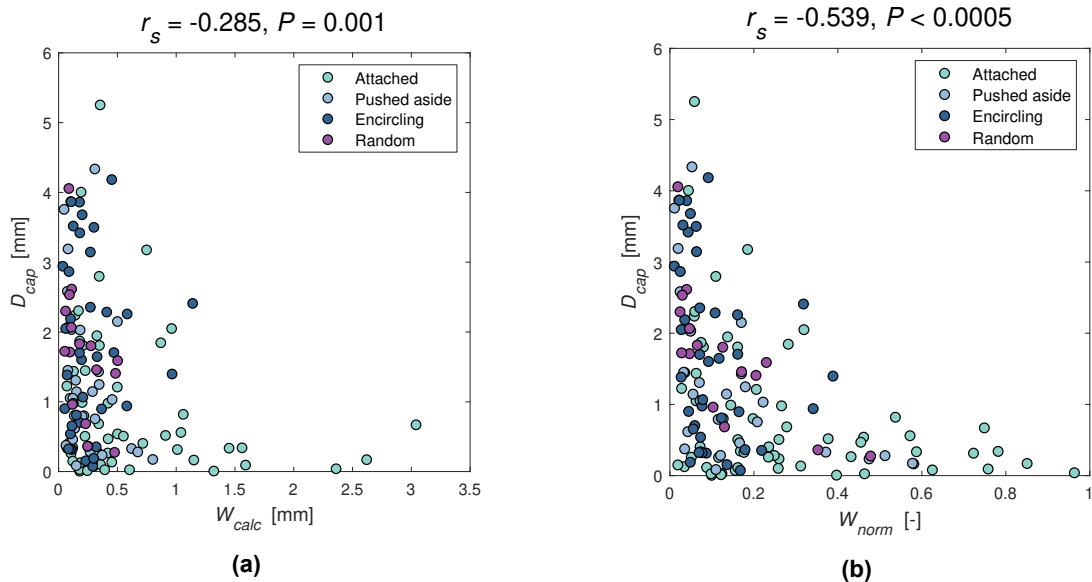 r_s = -0.285, P = 0.001
6
5
4
3
2
1
0
D_cap [mm]
Attached
Pushed aside
Encircling
Random
0 0.5 1 1.5 2 2.5 3 3.5
W_calc [mm]
(a)
r_s = -0.539, P < 0.0005
6
5
4
3
2
1
0
D_cap [mm]
Attached
Pushed aside
Encircling
Random
0 0.2 0.4 0.6 0.8 1
W_norm [-]
(b)